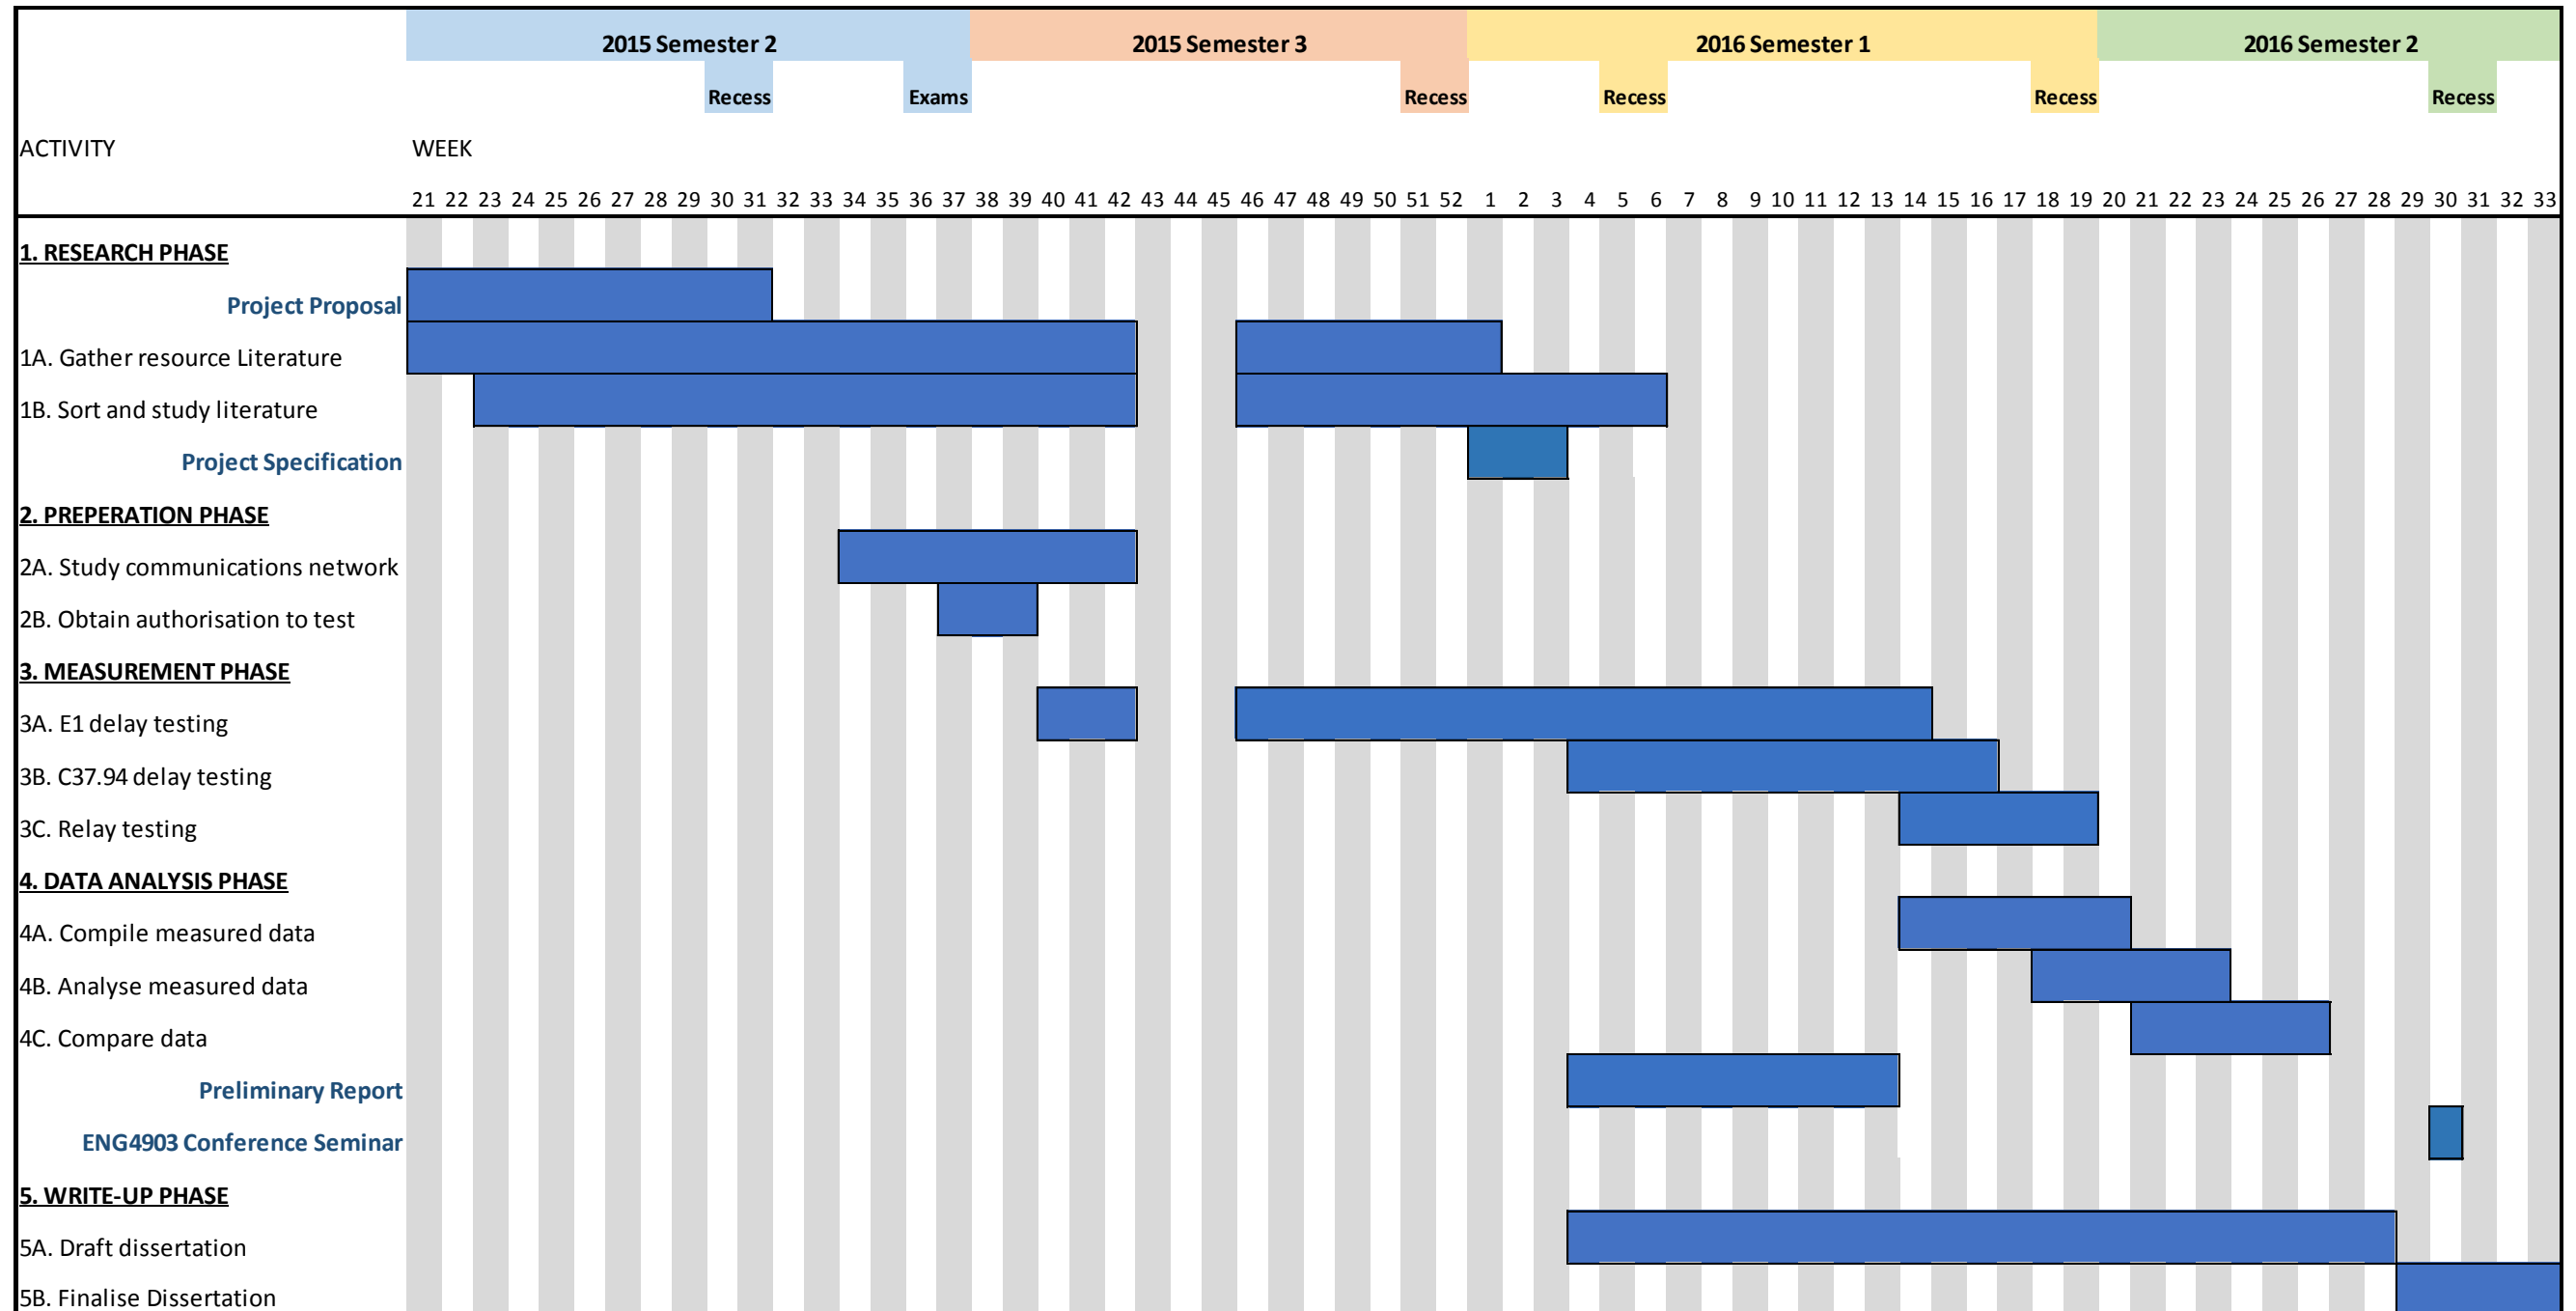 2015 Semester 2 2015 Semester 3 2016 Semester 1 2016 Semester 2
Recess Exams Recess Recess Recess Recess
ACTIVITY WEEK
21 22 23 24 25 26 27 28 29 30 31 32 33 34 35 36 37 38 39 40 41 42 43 44 45 46 47 48 49 50 51 52 1 2 3 4 5 6 7 8 9 10 11 12 13 14 15 16 17 18 19 20 21 22 23 24 25 26 27 28 29 30 31 32 33
1. RESEARCH PHASE
Project Proposal
1A. Gather resource Literature
1B. Sort and study literature
Project Specification
2. PREPERATION PHASE
2A. Study communications network
2B. Obtain authorisation to test
3. MEASUREMENT PHASE
3A. E1 delay testing
3B. C37.94 delay testing
3C. Relay testing
4. DATA ANALYSIS PHASE
4A. Compile measured data
4B. Analyse measured data
4C. Compare data
Preliminary Report
ENG4903 Conference Seminar
5. WRITE-UP PHASE
5A. Draft dissertation
5B. Finalise Dissertation